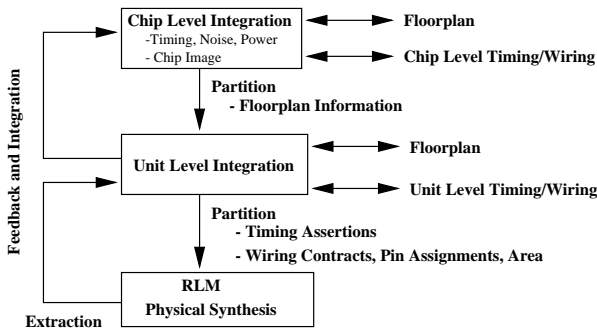 Chip Level Integration
-Timing, Noise, Power
- Chip Image
Floorplan
Chip Level Timing/Wiring
Partition
- Floorplan Information
Feedback and Integration
Unit Level Integration
Floorplan
Unit Level Timing/Wiring
Partition
- Timing Assertions
- Wiring Contracts, Pin Assignments, Area
RLM
Physical Synthesis
Extraction